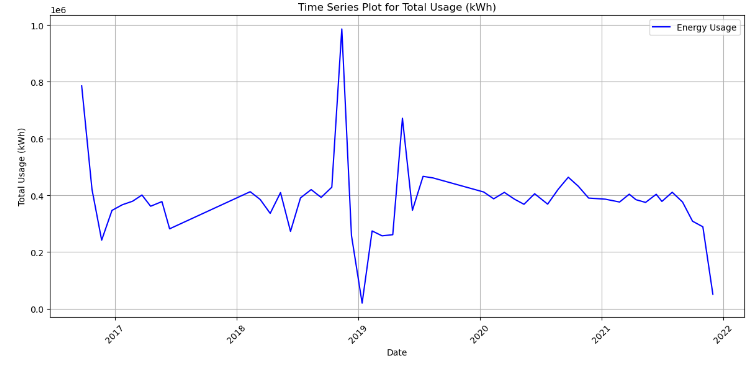 Time Series Plot for Total Usage (kWh)
1e6
Energy Usage
1.0
0.8
0.6
0.4
0.2
0.0
Total Usage (kWh)
2017
2018
2019
2020
2021
2022
Date